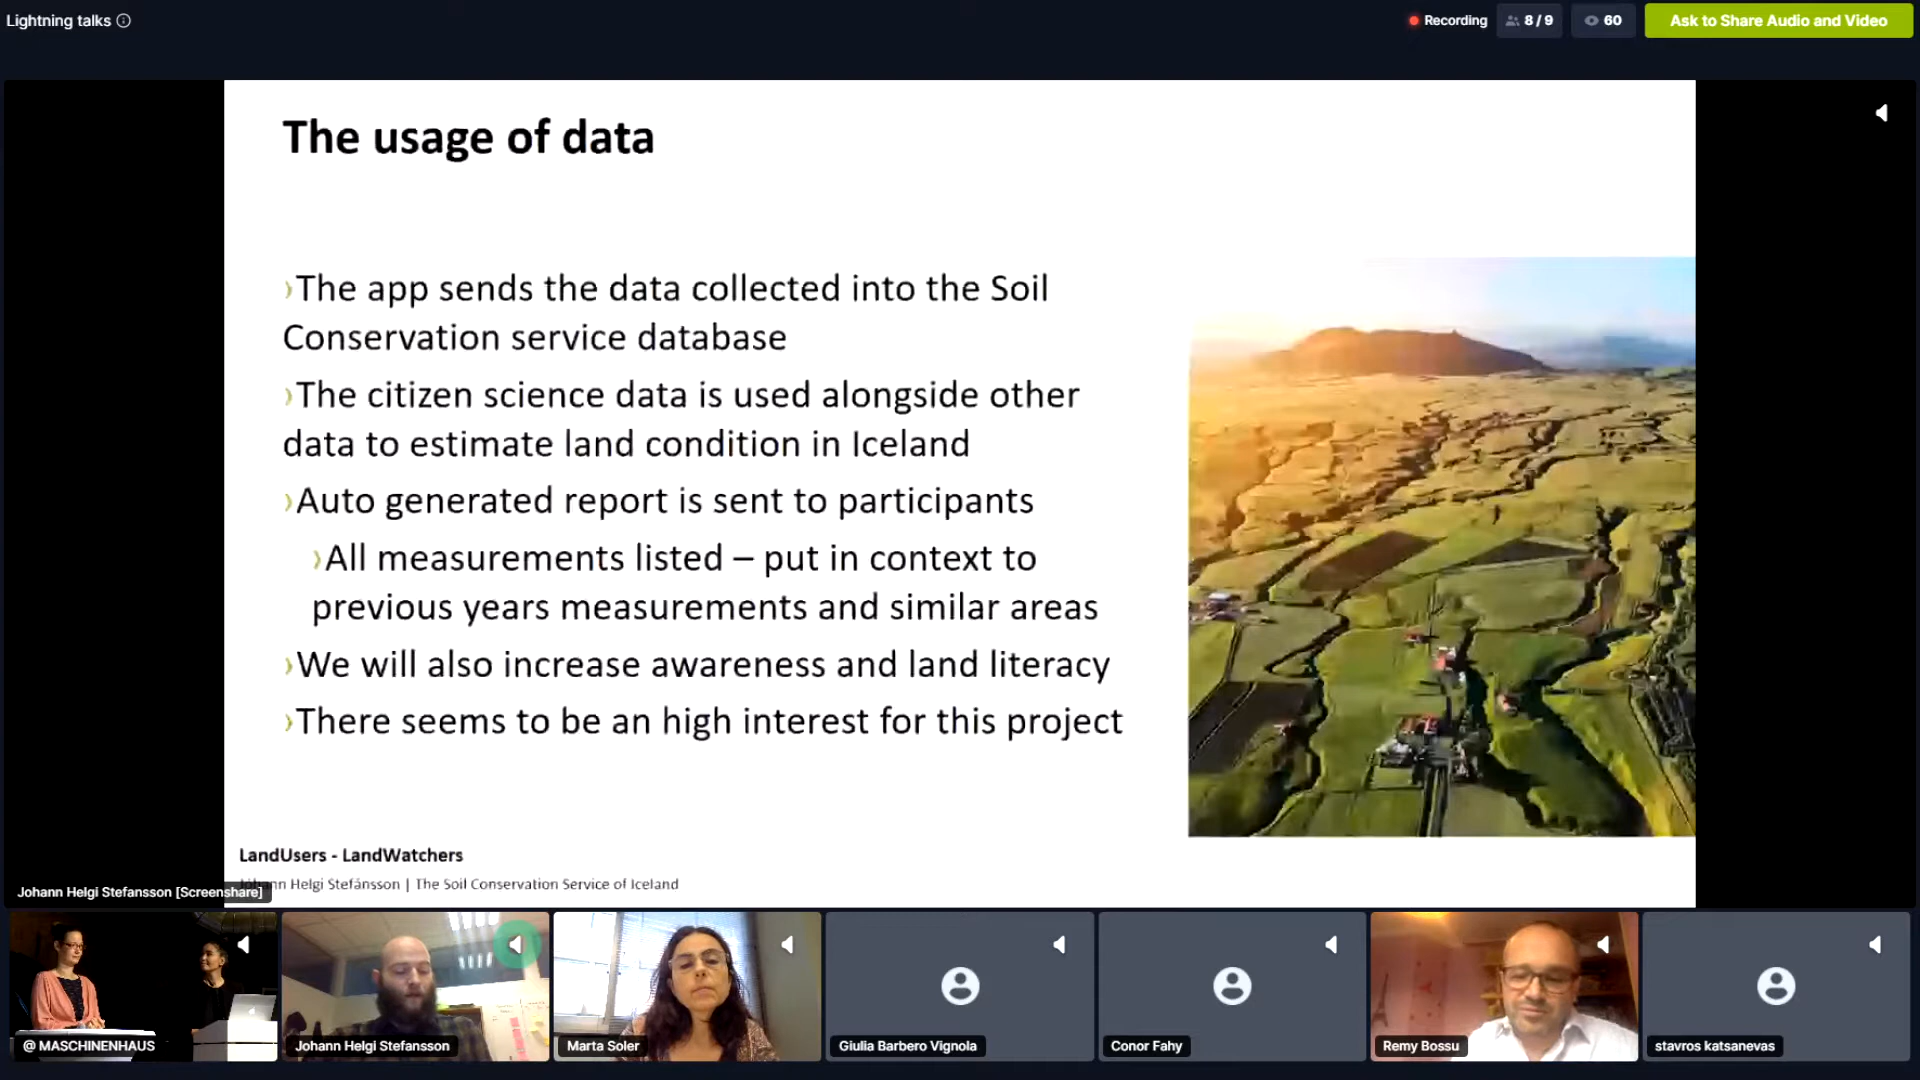 Lightning talks
Recording
8 / 9
60
Ask to Share Audio and Video
The usage of data
›The app sends the data collected into the Soil
Conservation service database
›The citizen science data is used alongside other
data to estimate land condition in Iceland
›Auto generated report is sent to participants
›All measurements listed – put in context to
previous years measurements and similar areas
›We will also increase awareness and land literacy
›There seems to be an high interest for this project
LandUsers - LandWatchers
Jóhann Helgi Stefánsson | The Soil Conservation Service of Iceland
Johann Helgi Stefansson [Screenshare]
@ MASCHINENHAUS
Johann Helgi Stefansson
Marta Soler
Giulia Barbero Vignola
Conor Fahy
Remy Bossu
stavros katsanevas